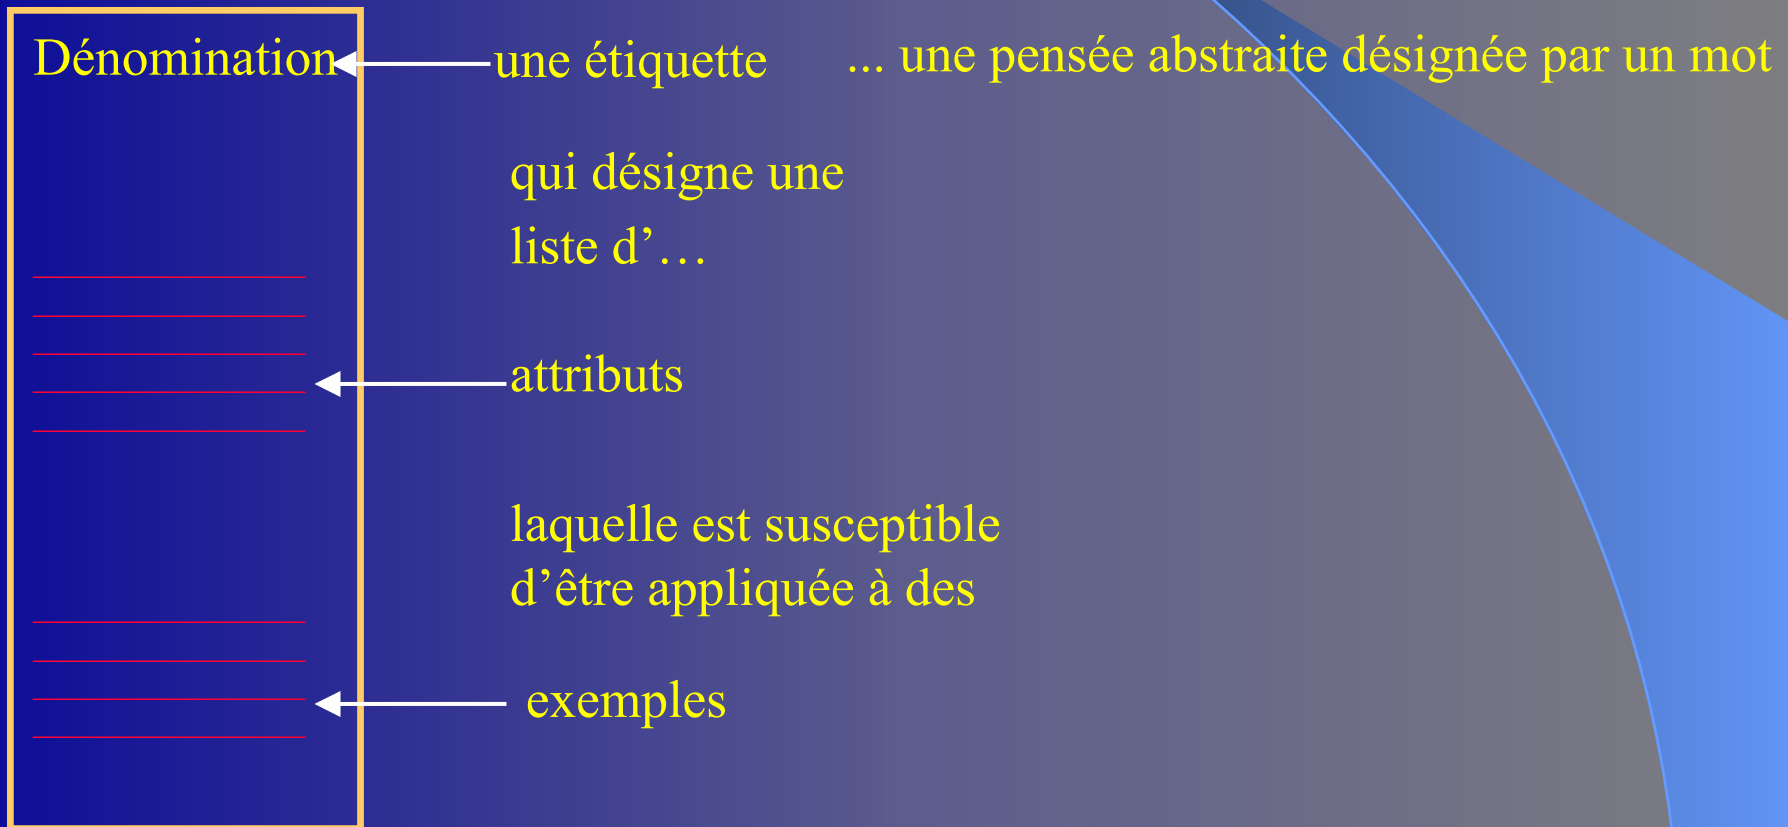 Dénomination
une étiquette
... une pensée abstraite désignée par un mot
qui désigne une
liste d’…
attributs
laquelle est susceptible
d’être appliquée à des
exemples